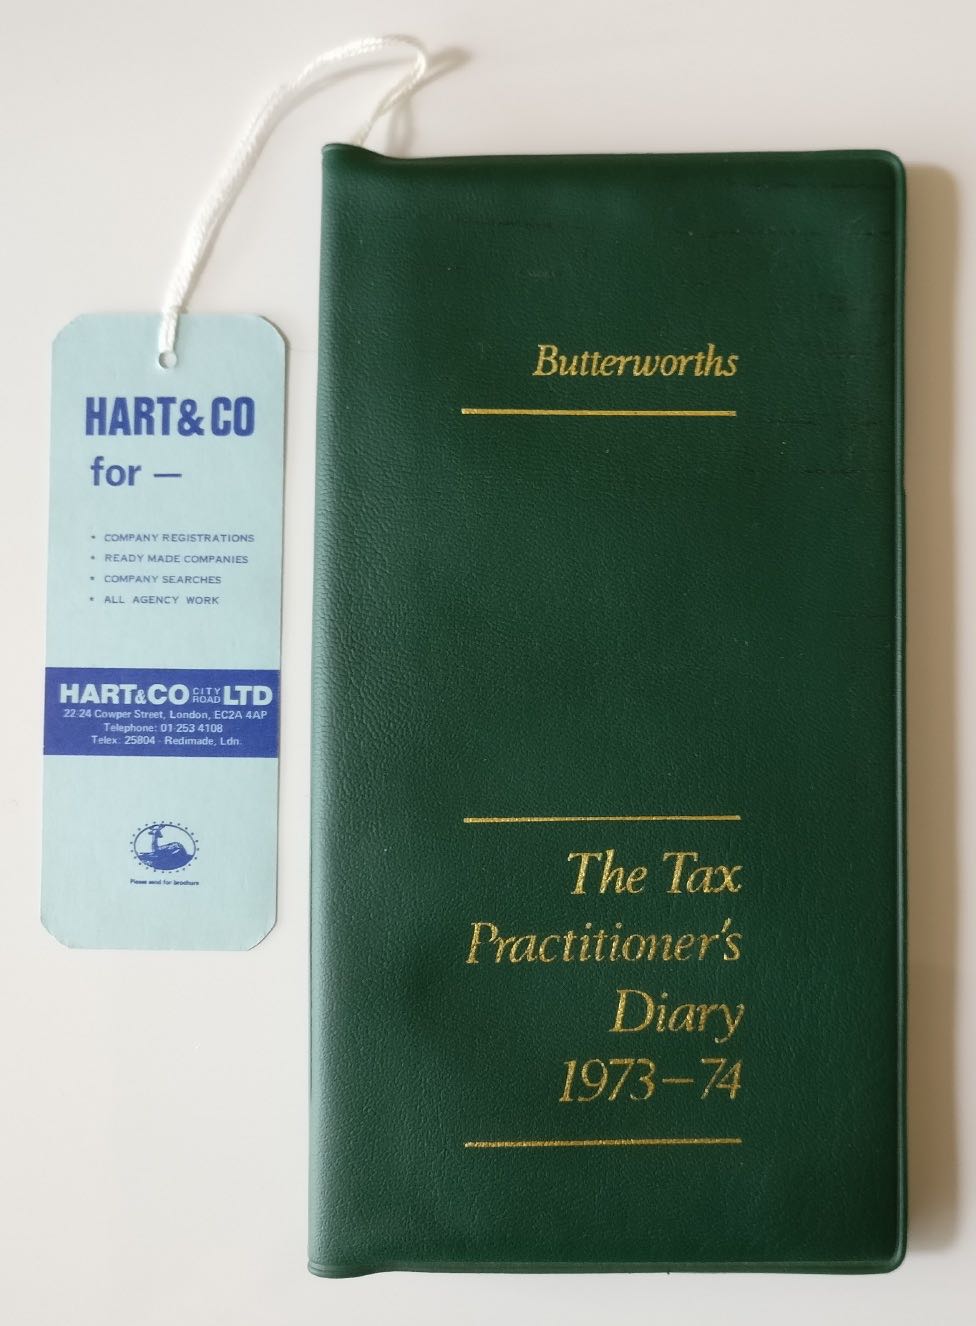 HART & CO
for —
• COMPANY REGISTRATIONS
• READY MADE COMPANIES
• COMPANY SEARCHES
• ALL AGENCY WORK
HART & CO CITY ROAD LTD
22-24 Cowper Street, London, EC2A 4AP
Telephone: 01-253 4108
Telex: 25804 - Redimade, Ldn.
Please send for brochure
Butterworths
The Tax
Practitioner's
Diary
1973–74